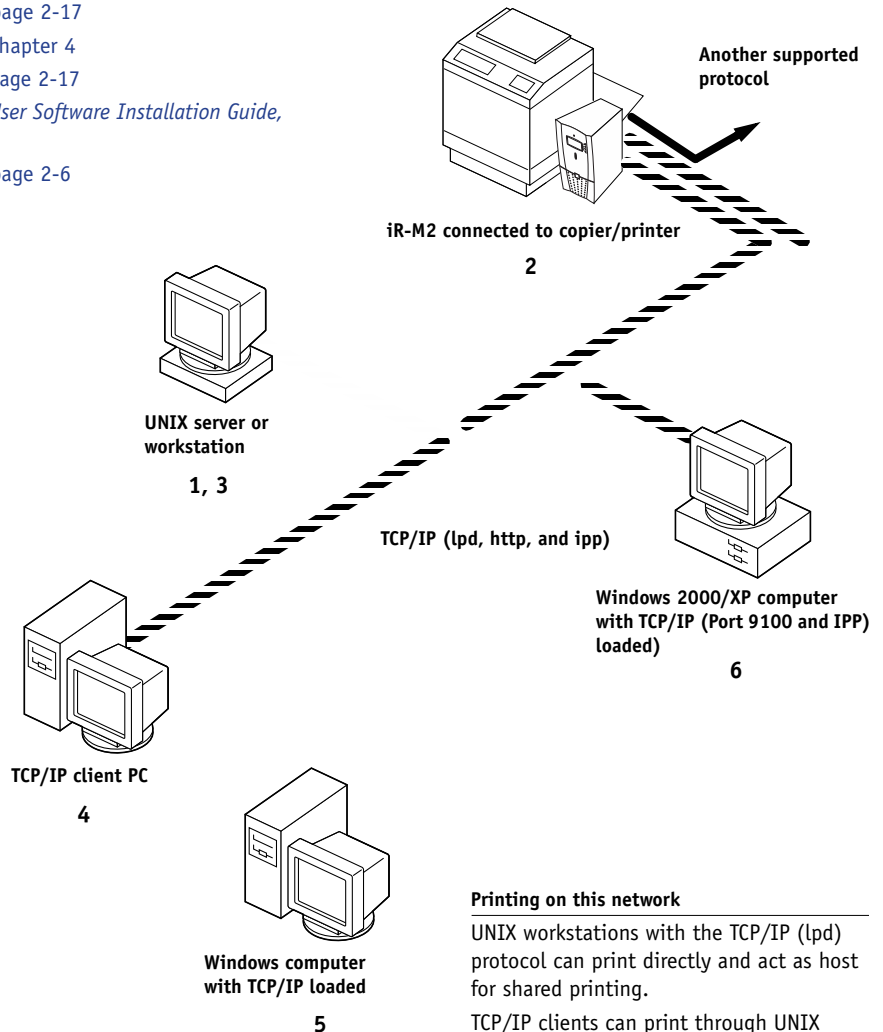 page 2-17
hapter 4
age 2-17
User Software Installation Guide,
page 2-6
Another supported
protocol
iR-M2 connected to copier/printer
2
UNIX server or
workstation
1, 3
TCP/IP (lpd, http, and ipp)
Windows 2000/XP computer
with TCP/IP (Port 9100 and IPP)
loaded)
6
TCP/IP client PC
4
Windows computer
with TCP/IP loaded
5
Printing on this network
UNIX workstations with the TCP/IP (lpd)
protocol can print directly and act as host
for shared printing.
TCP/IP clients can print through UNIX